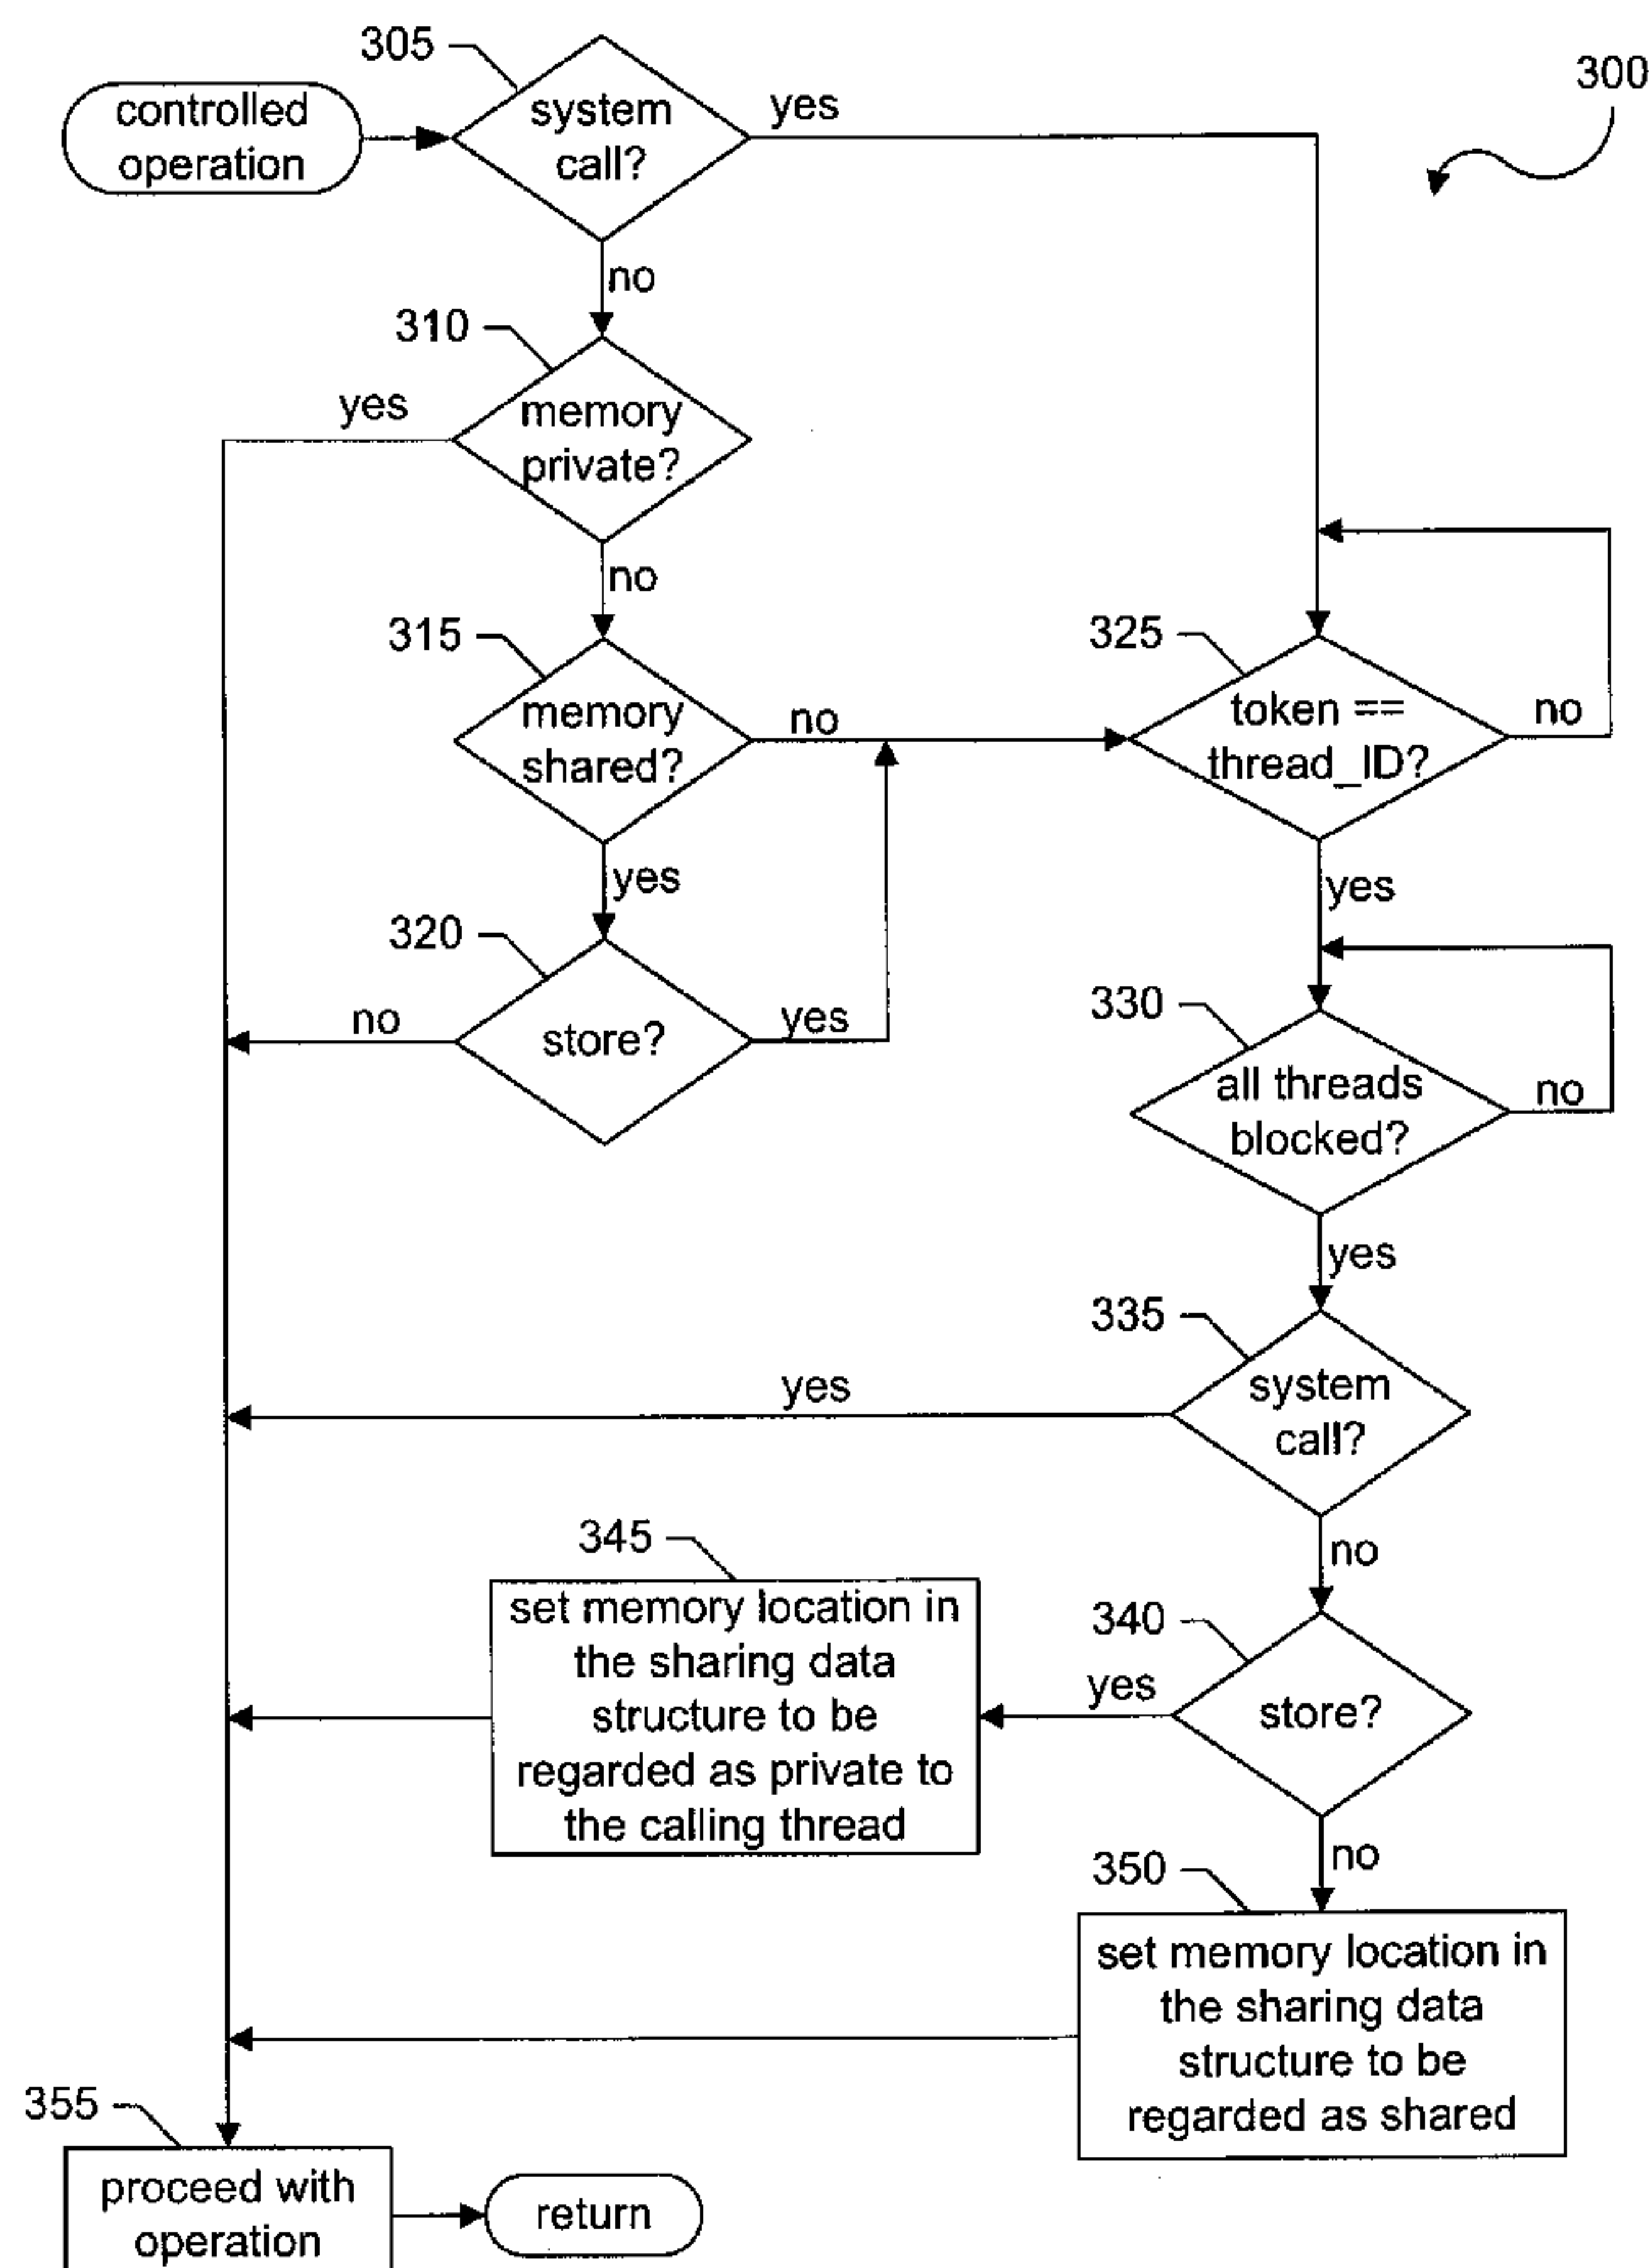 305
300
controlled
operation
system
call?
yes
no
310
yes
memory
private?
no
315
memory
shared?
no
325
token ==
thread_ID?
no
yes
yes
320
store?
no
yes
330
all threads
blocked?
no
yes
335
system
call?
yes
no
345
set memory location in
the sharing data
structure to be
regarded as private to
the calling thread
340
store?
yes
no
350
set memory location in
the sharing data
structure to be
regarded as shared
355
proceed with
operation
return